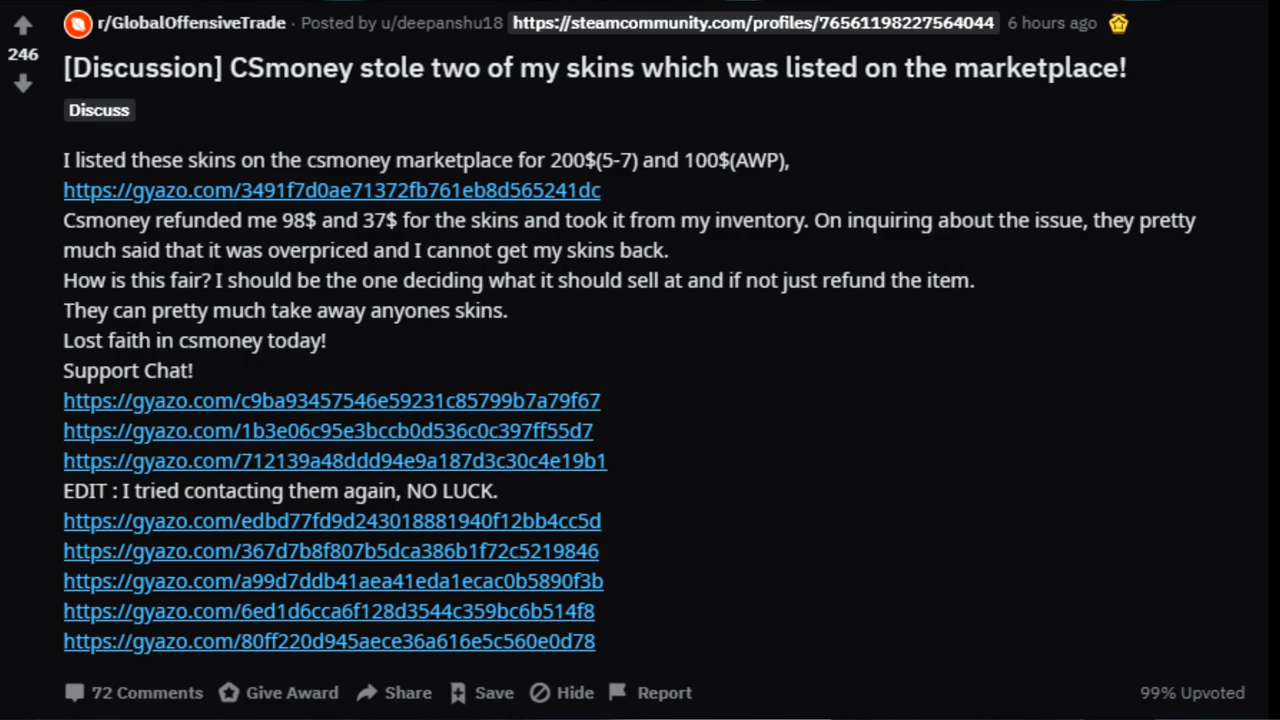 r/GlobalOffensiveTrade · Posted by u/deepanshu18 https://steamcommunity.com/profiles/76561198227564044 6 hours ago
246
[Discussion] CSmoney stole two of my skins which was listed on the marketplace!
Discuss
I listed these skins on the csmoney marketplace for 200$(5-7) and 100$(AWP),
https://gyazo.com/3491f7d0ae71372fb761eb8d565241dc
Csmoney refunded me 98$ and 37$ for the skins and took it from my inventory. On inquiring about the issue, they pretty
much said that it was overpriced and I cannot get my skins back.
How is this fair? I should be the one deciding what it should sell at and if not just refund the item.
They can pretty much take away anyones skins.
Lost faith in csmoney today!
Support Chat!
https://gyazo.com/c9ba93457546e59231c85799b7a79f67
https://gyazo.com/1b3e06c95e3bccb0d536c0c397ff55d7
https://gyazo.com/712139a48ddd94e9a187d3c30c4e19b1
EDIT : I tried contacting them again, NO LUCK.
https://gyazo.com/edbd77fd9d243018881940f12bb4cc5d
https://gyazo.com/367d7b8f807b5dca386b1f72c5219846
https://gyazo.com/a99d7ddb41aea41eda1ecac0b5890f3b
https://gyazo.com/6ed1d6cca6f128d3544c359bc6b514f8
https://gyazo.com/80ff220d945aece36a616e5c560e0d78
72 Comments Give Award Share Save Hide Report 99% Upvoted